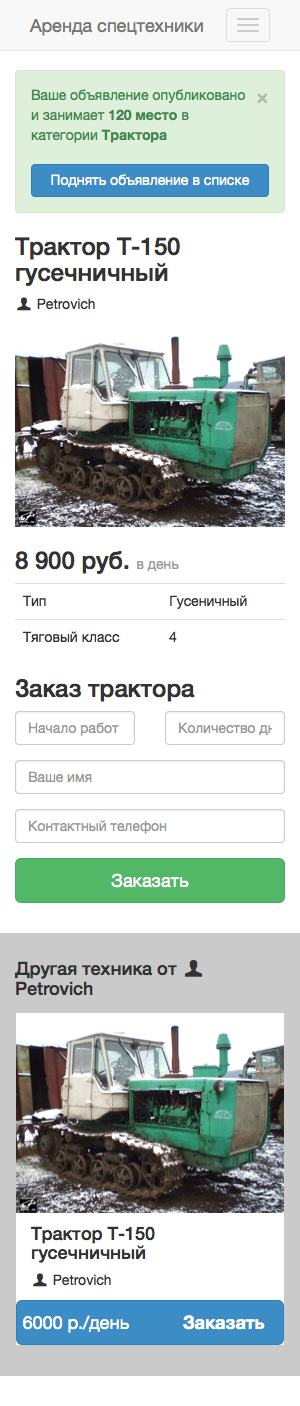 Аренда спецтехники
Ваше объявление опубликовано ×
и занимает 120 место в
категории Трактора
Поднять объявление в списке
Трактор Т-150
гусечничный
Petrovich
8 900 руб. в день
Тип Гусеничный
Тяговый класс 4
Заказ трактора
Начало работ Количество дн
Ваше имя
Контактный телефон
Заказать
Другая техника от
Petrovich
Трактор Т-150
гусечничный
Petrovich
6000 р./день Заказать